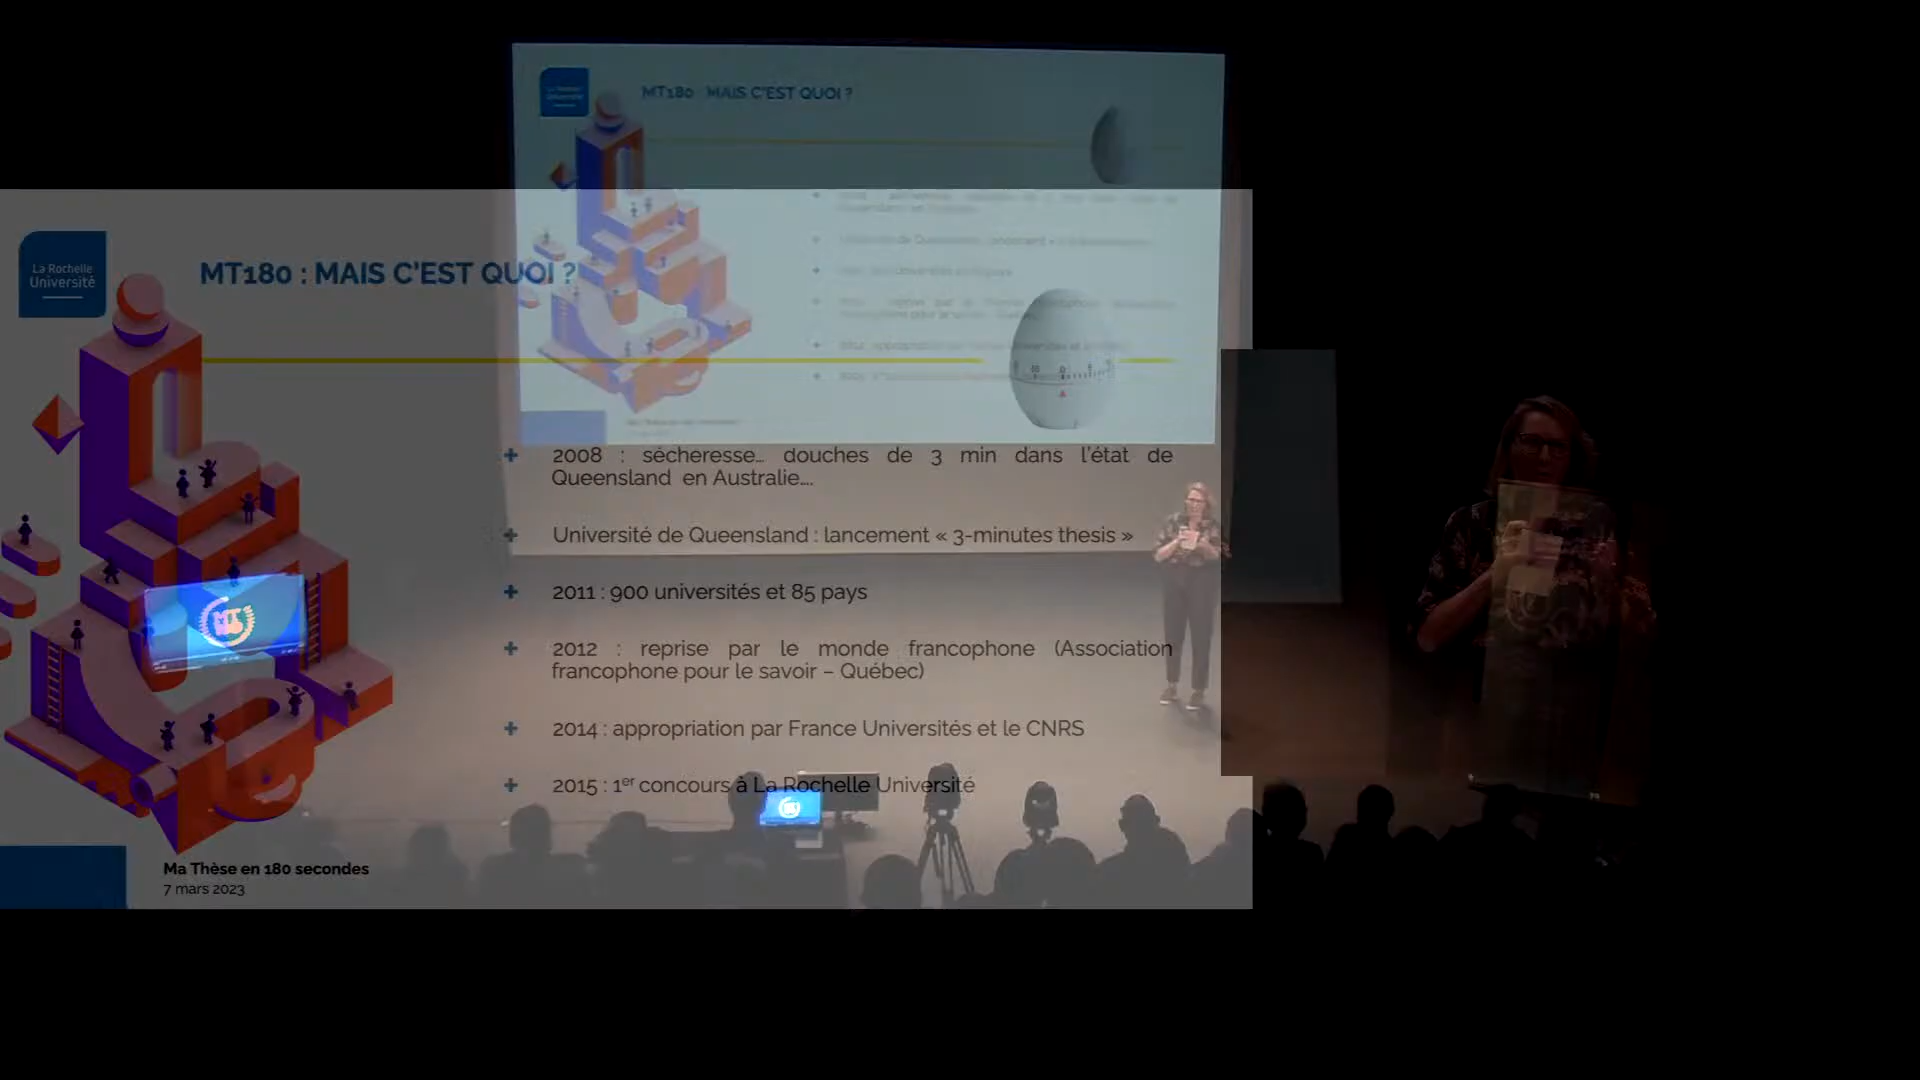 MT180 : MAIS C'EST QUOI ?
La Rochelle
Université
MT180 : MAIS C'EST QUOI ?
2008 : sécheresse… douches de 3 min dans l'état de
Queensland en Australie….
Université de Queensland : lancement « 3-minutes thesis »
2011 : 900 universités et 85 pays
2012 : reprise par le monde francophone (Association
francophone pour le savoir – Québec)
2014 : appropriation par France Universités et le CNRS
2015 : 1er concours à La Rochelle Université
MT
180
Ma Thèse en 180 secondes
7 mars 2023